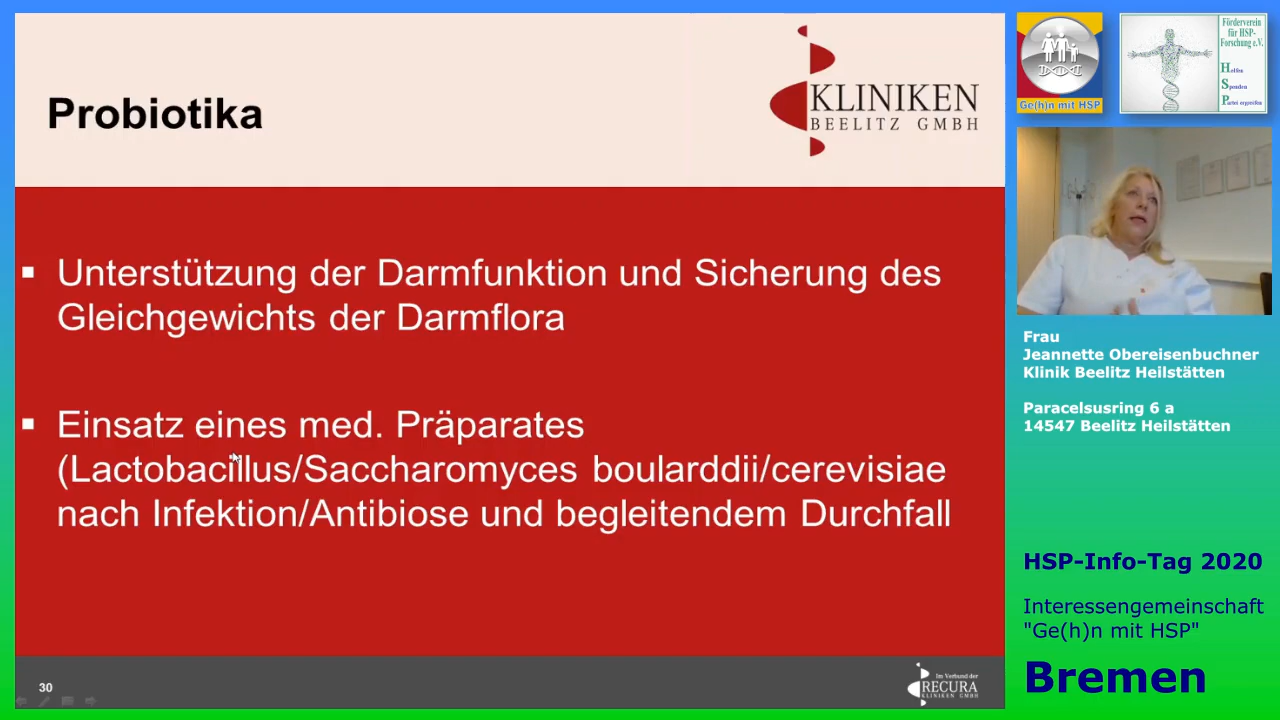 Probiotika
KLINIKEN
BEELITZ GMBH
Unterstützung der Darmfunktion und Sicherung des
Gleichgewichts der Darmflora
Einsatz eines med. Präparates
(Lactobacillus/Saccharomyces boularddii/cerevisiae
nach Infektion/Antibiose und begleitendem Durchfall
30
Im Verbund der
RECURA
KLINIKEN GMBH
Ge(h)n mit HSP
Förderverein
für HSP-
Forschung e.V.
Helfen
Spenden
Partei ergreifen
Frau
Jeannette Obereisenbuchner
Klinik Beelitz Heilstätten
Paracelsusring 6 a
14547 Beelitz Heilstätten
HSP-Info-Tag 2020
Interessengemeinschaft
"Ge(h)n mit HSP"
Bremen